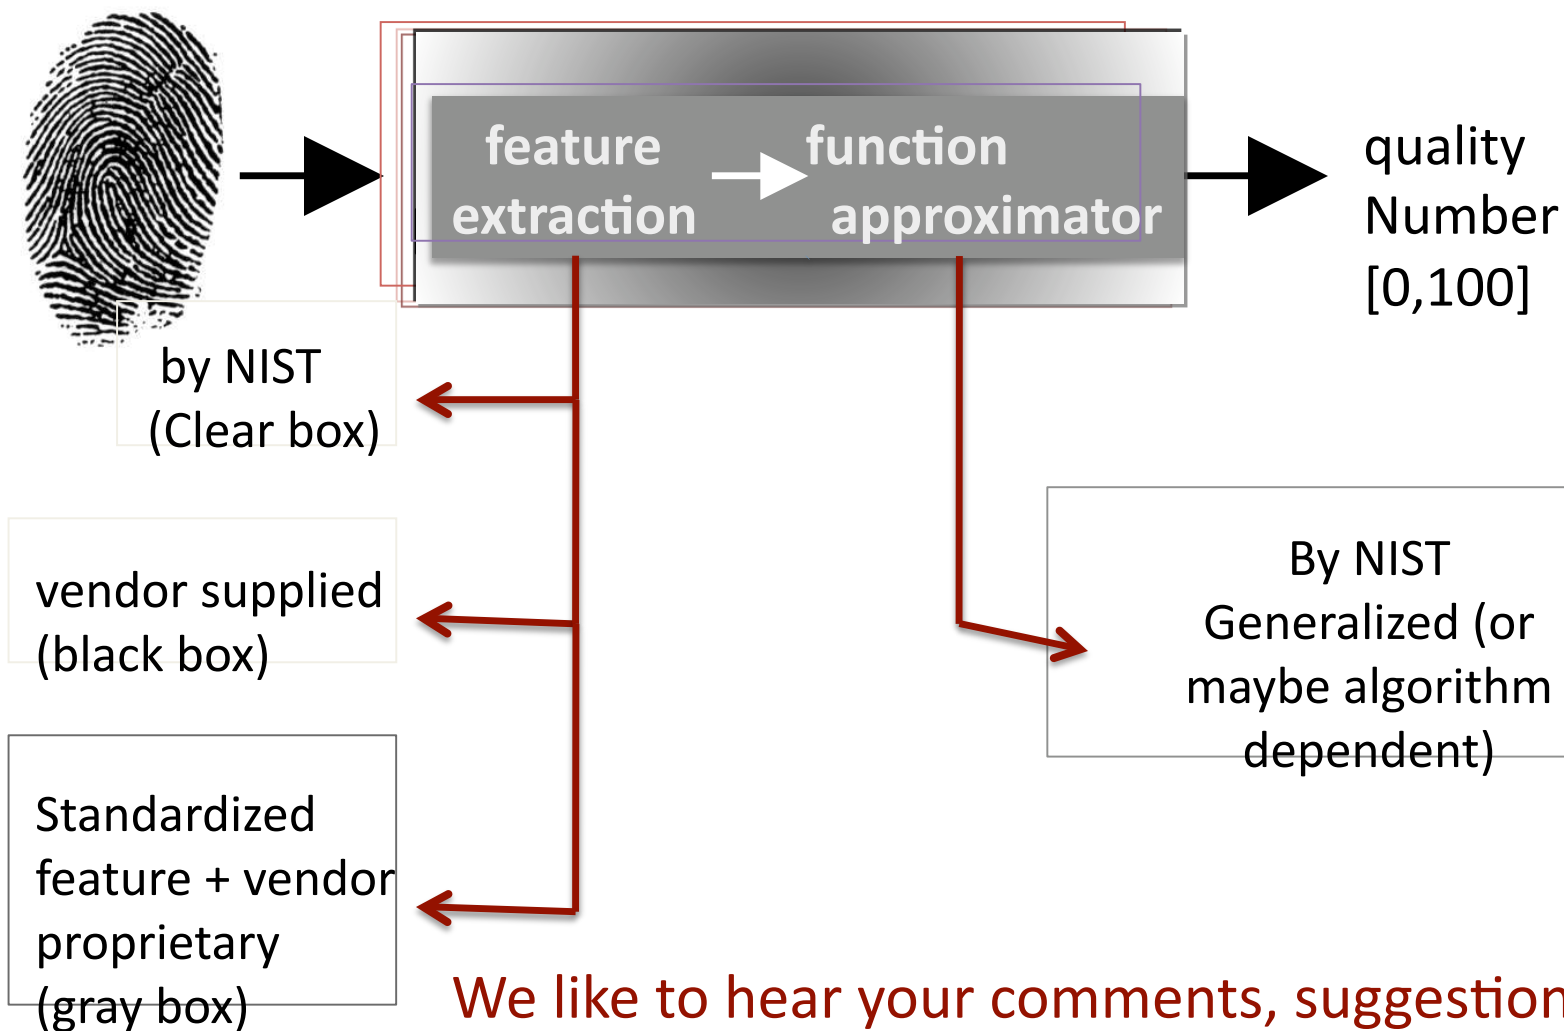 feature
extraction
function
approximator
quality
Number
[0,100]
by NIST
(Clear box)
vendor supplied
(black box)
Standardized
feature + vendor
proprietary
(gray box)
By NIST
Generalized (or
maybe algorithm
dependent)
We like to hear your comments, suggestion